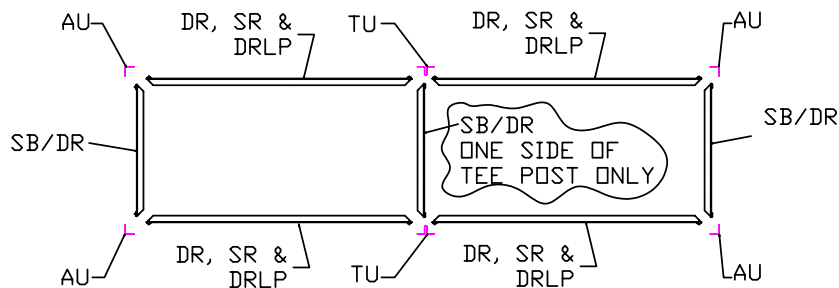 AU
DR, SR &
DRLP
TU
DR, SR &
DRLP
AU
SB/DR
SB/DR
ONE SIDE OF
TEE POST ONLY
SB/DR
AU
DR, SR &
DRLP
TU
DR, SR &
DRLP
AU